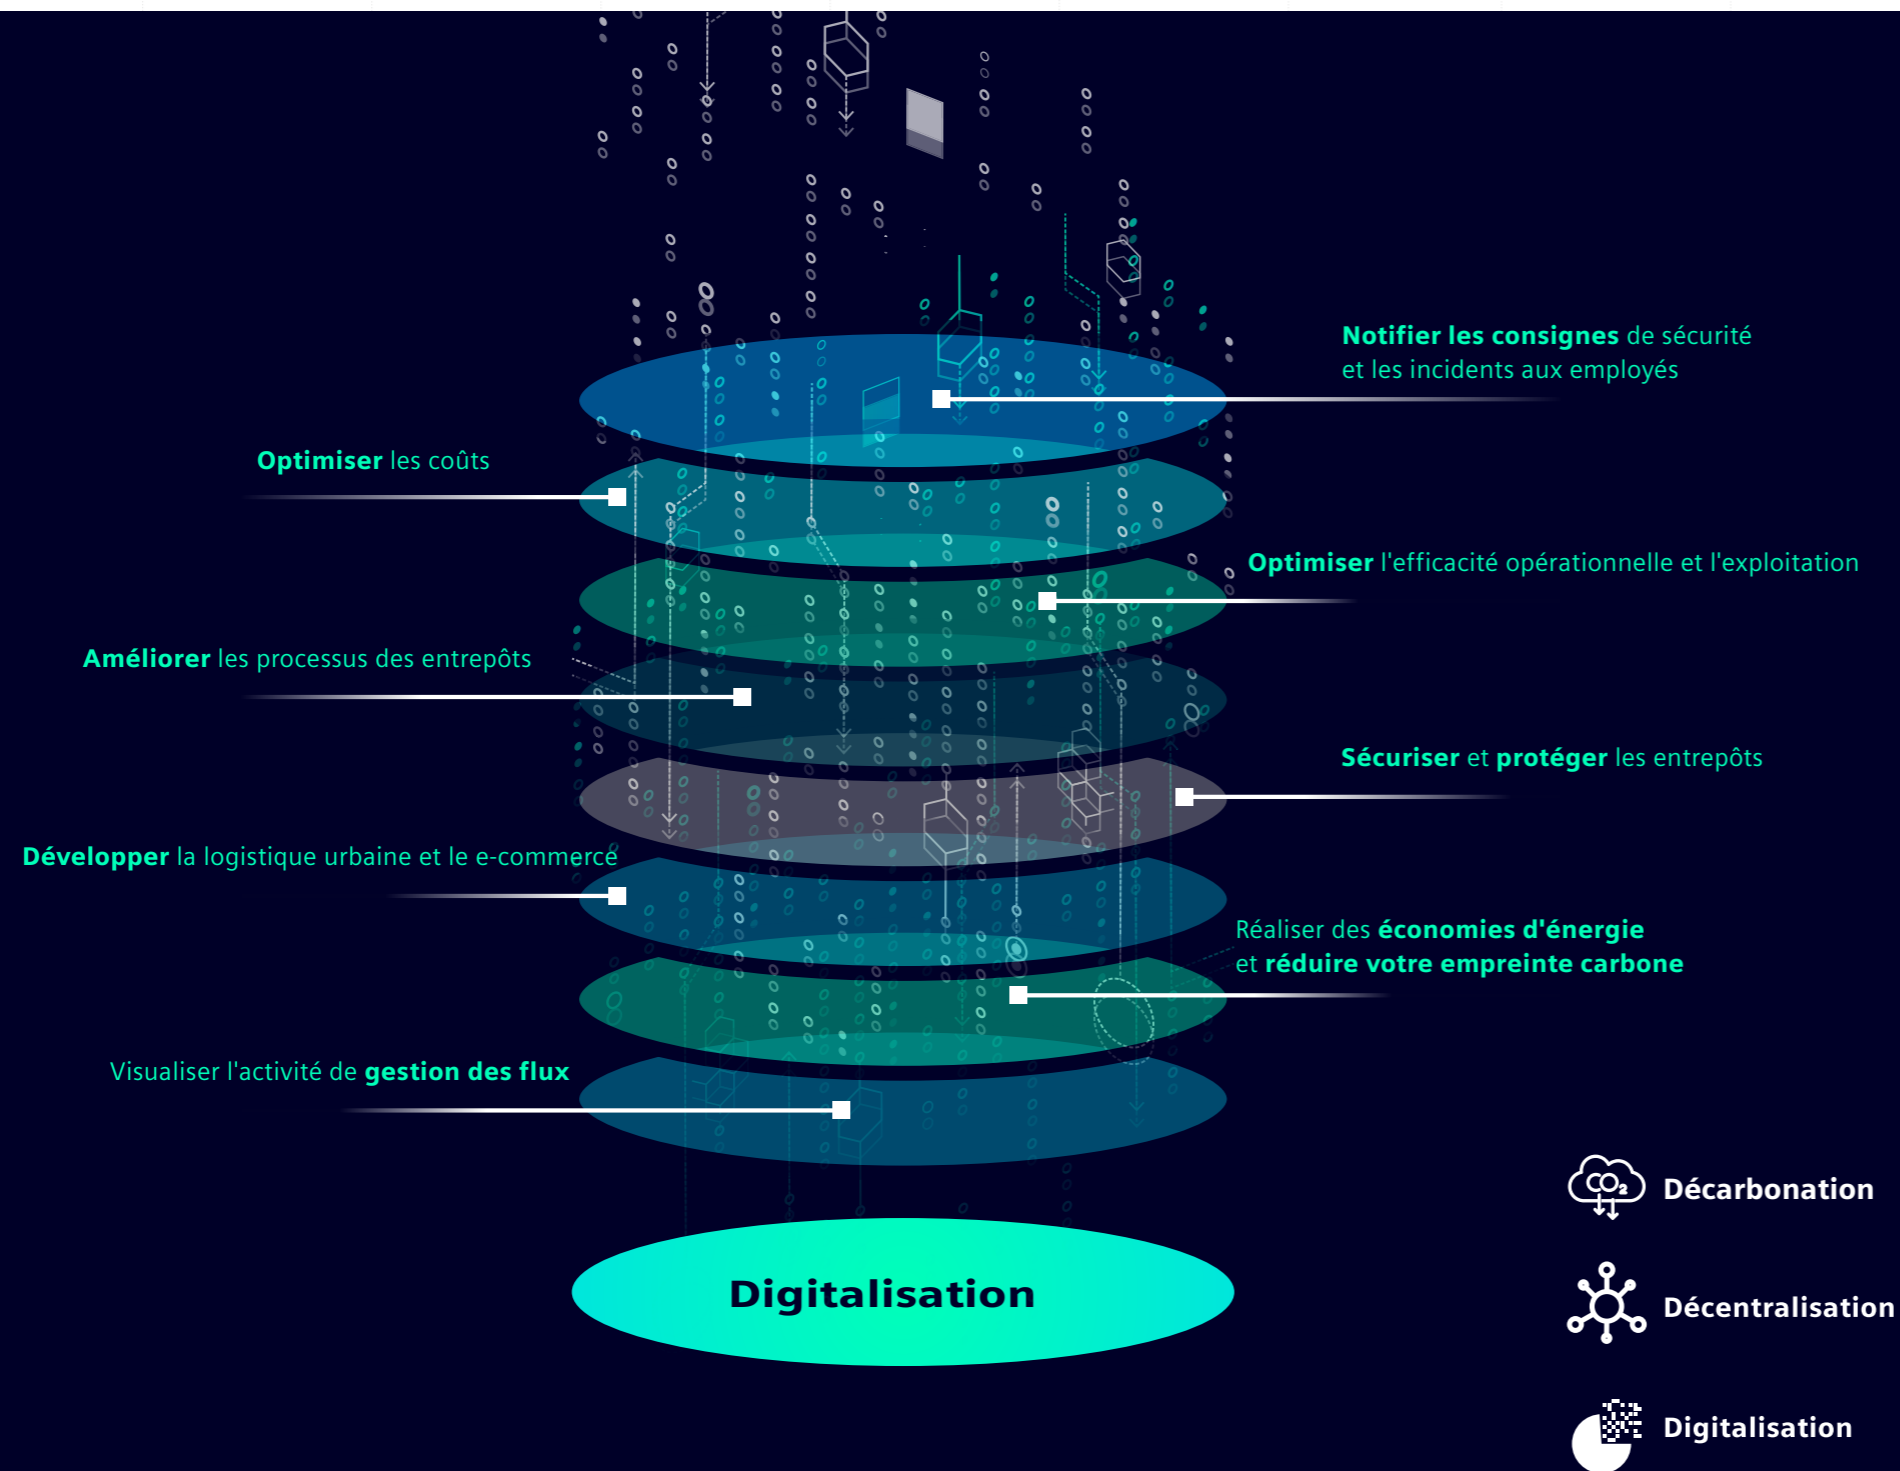 Notifier les consignes de sécurité
et les incidents aux employés
Optimiser les coûts
Optimiser l'efficacité opérationnelle et l'exploitation
Améliorer les processus des entrepôts
Sécuriser et protéger les entrepôts
Développer la logistique urbaine et le e-commerce
Réaliser des économies d'énergie
et réduire votre empreinte carbone
Visualiser l'activité de gestion des flux
CO₂ Décarbonation
Digitalisation
Décentralisation
Digitalisation